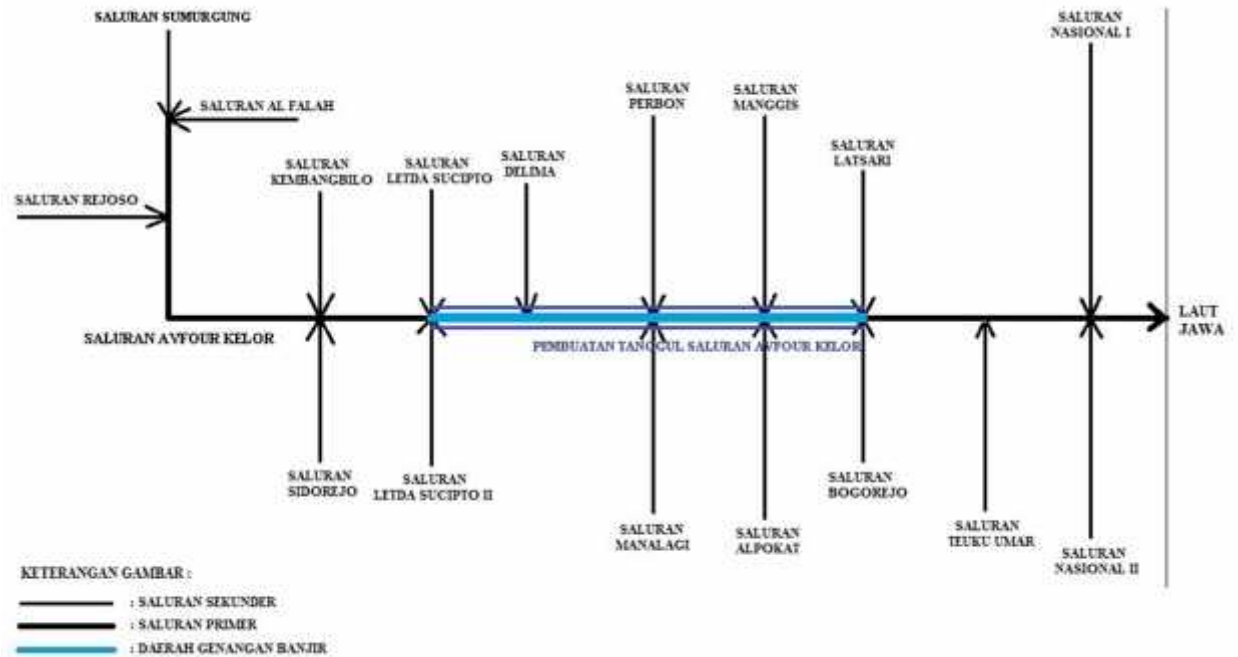 SALURAN SUMURGUNG
SALURAN
NASIONAL I
SALURAN AL FALAH
SALURAN
PERBON
SALURAN
MANGGIS
SALURAN
KEMBANGBILO
SALURAN
LETDA SUCIPTO
SALURAN
DELIMA
SALURAN
LATSARI
SALURAN REJOSO
SALURAN AVFOUR KELOR
PEMBUATAN TANGGUL SALURAN AVFOUR KELOR
LAUT
JAWA
SALURAN
SIDOREJO
SALURAN
LETDA SUCIPTO II
SALURAN
MANALAGI
SALURAN
ALPOKAT
SALURAN
BOGOREJO
SALURAN
TEUKU UMAR
SALURAN
NASIONAL II
KETERANGAN GAMBAR :
: SALURAN SEKUNDER
: SALURAN PRIMER
: DAERAH GENANGAN BANJIR